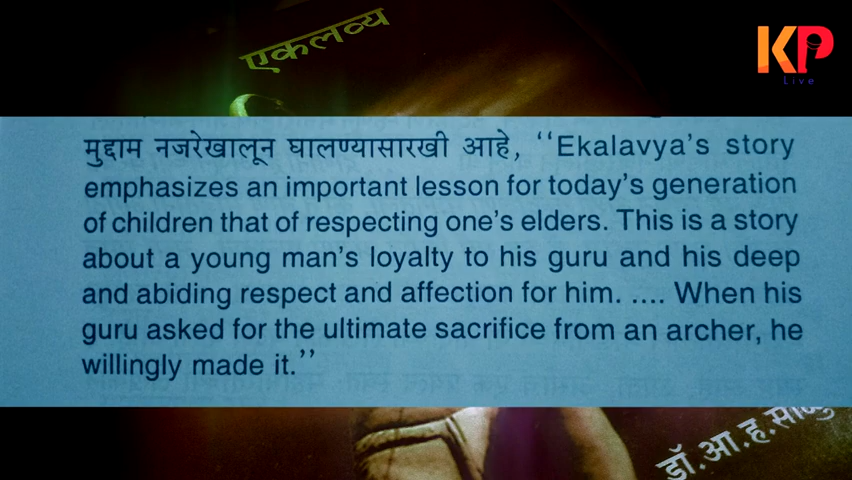 एकलव्य
KP
Live
मुद्दाम नजरेखालून घालण्यासारखी आहे, ‘‘Ekalavya’s story
emphasizes an important lesson for today’s generation
of children that of respecting one’s elders. This is a story
about a young man’s loyalty to his guru and his deep
and abiding respect and affection for him. .... When his
guru asked for the ultimate sacrifice from an archer, he
willingly made it.’’
डॉ.आ.ह.